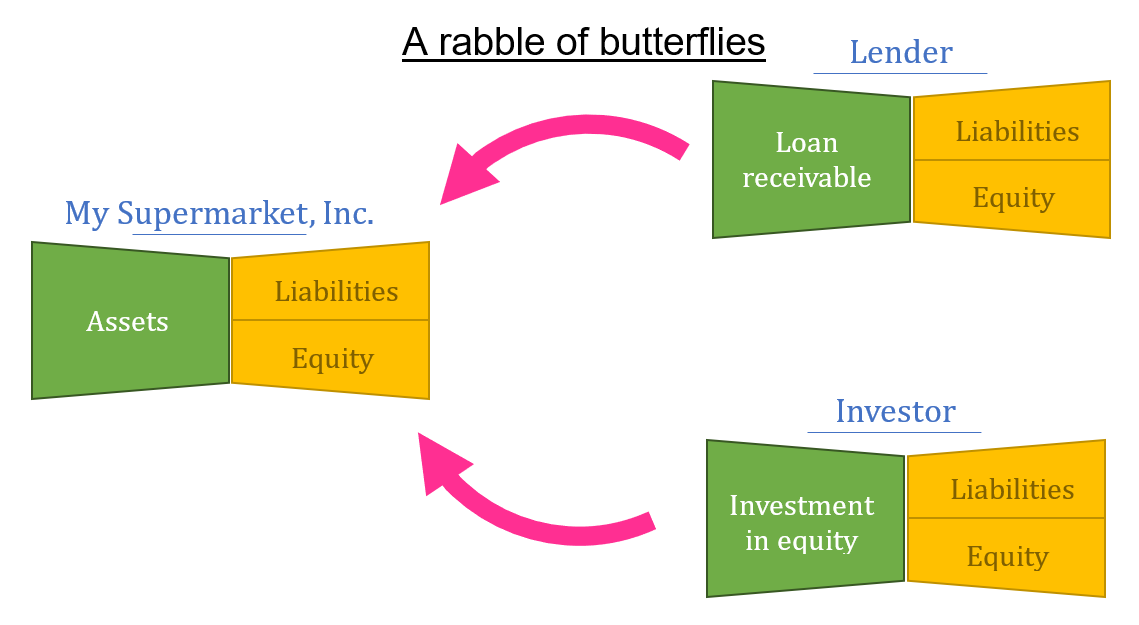 A rabble of butterflies
Lender
Loan
receivable
Liabilities
Equity
My Supermarket, Inc.
Assets
Liabilities
Equity
Investor
Investment
in equity
Liabilities
Equity